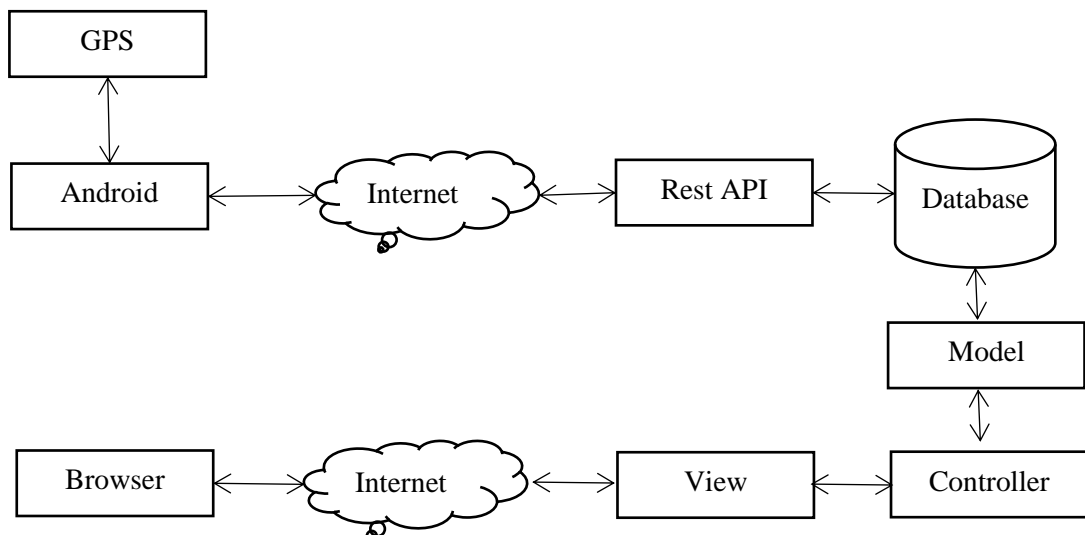 GPS
Android
Internet
Rest API
Database
Model
Browser
Internet
View
Controller